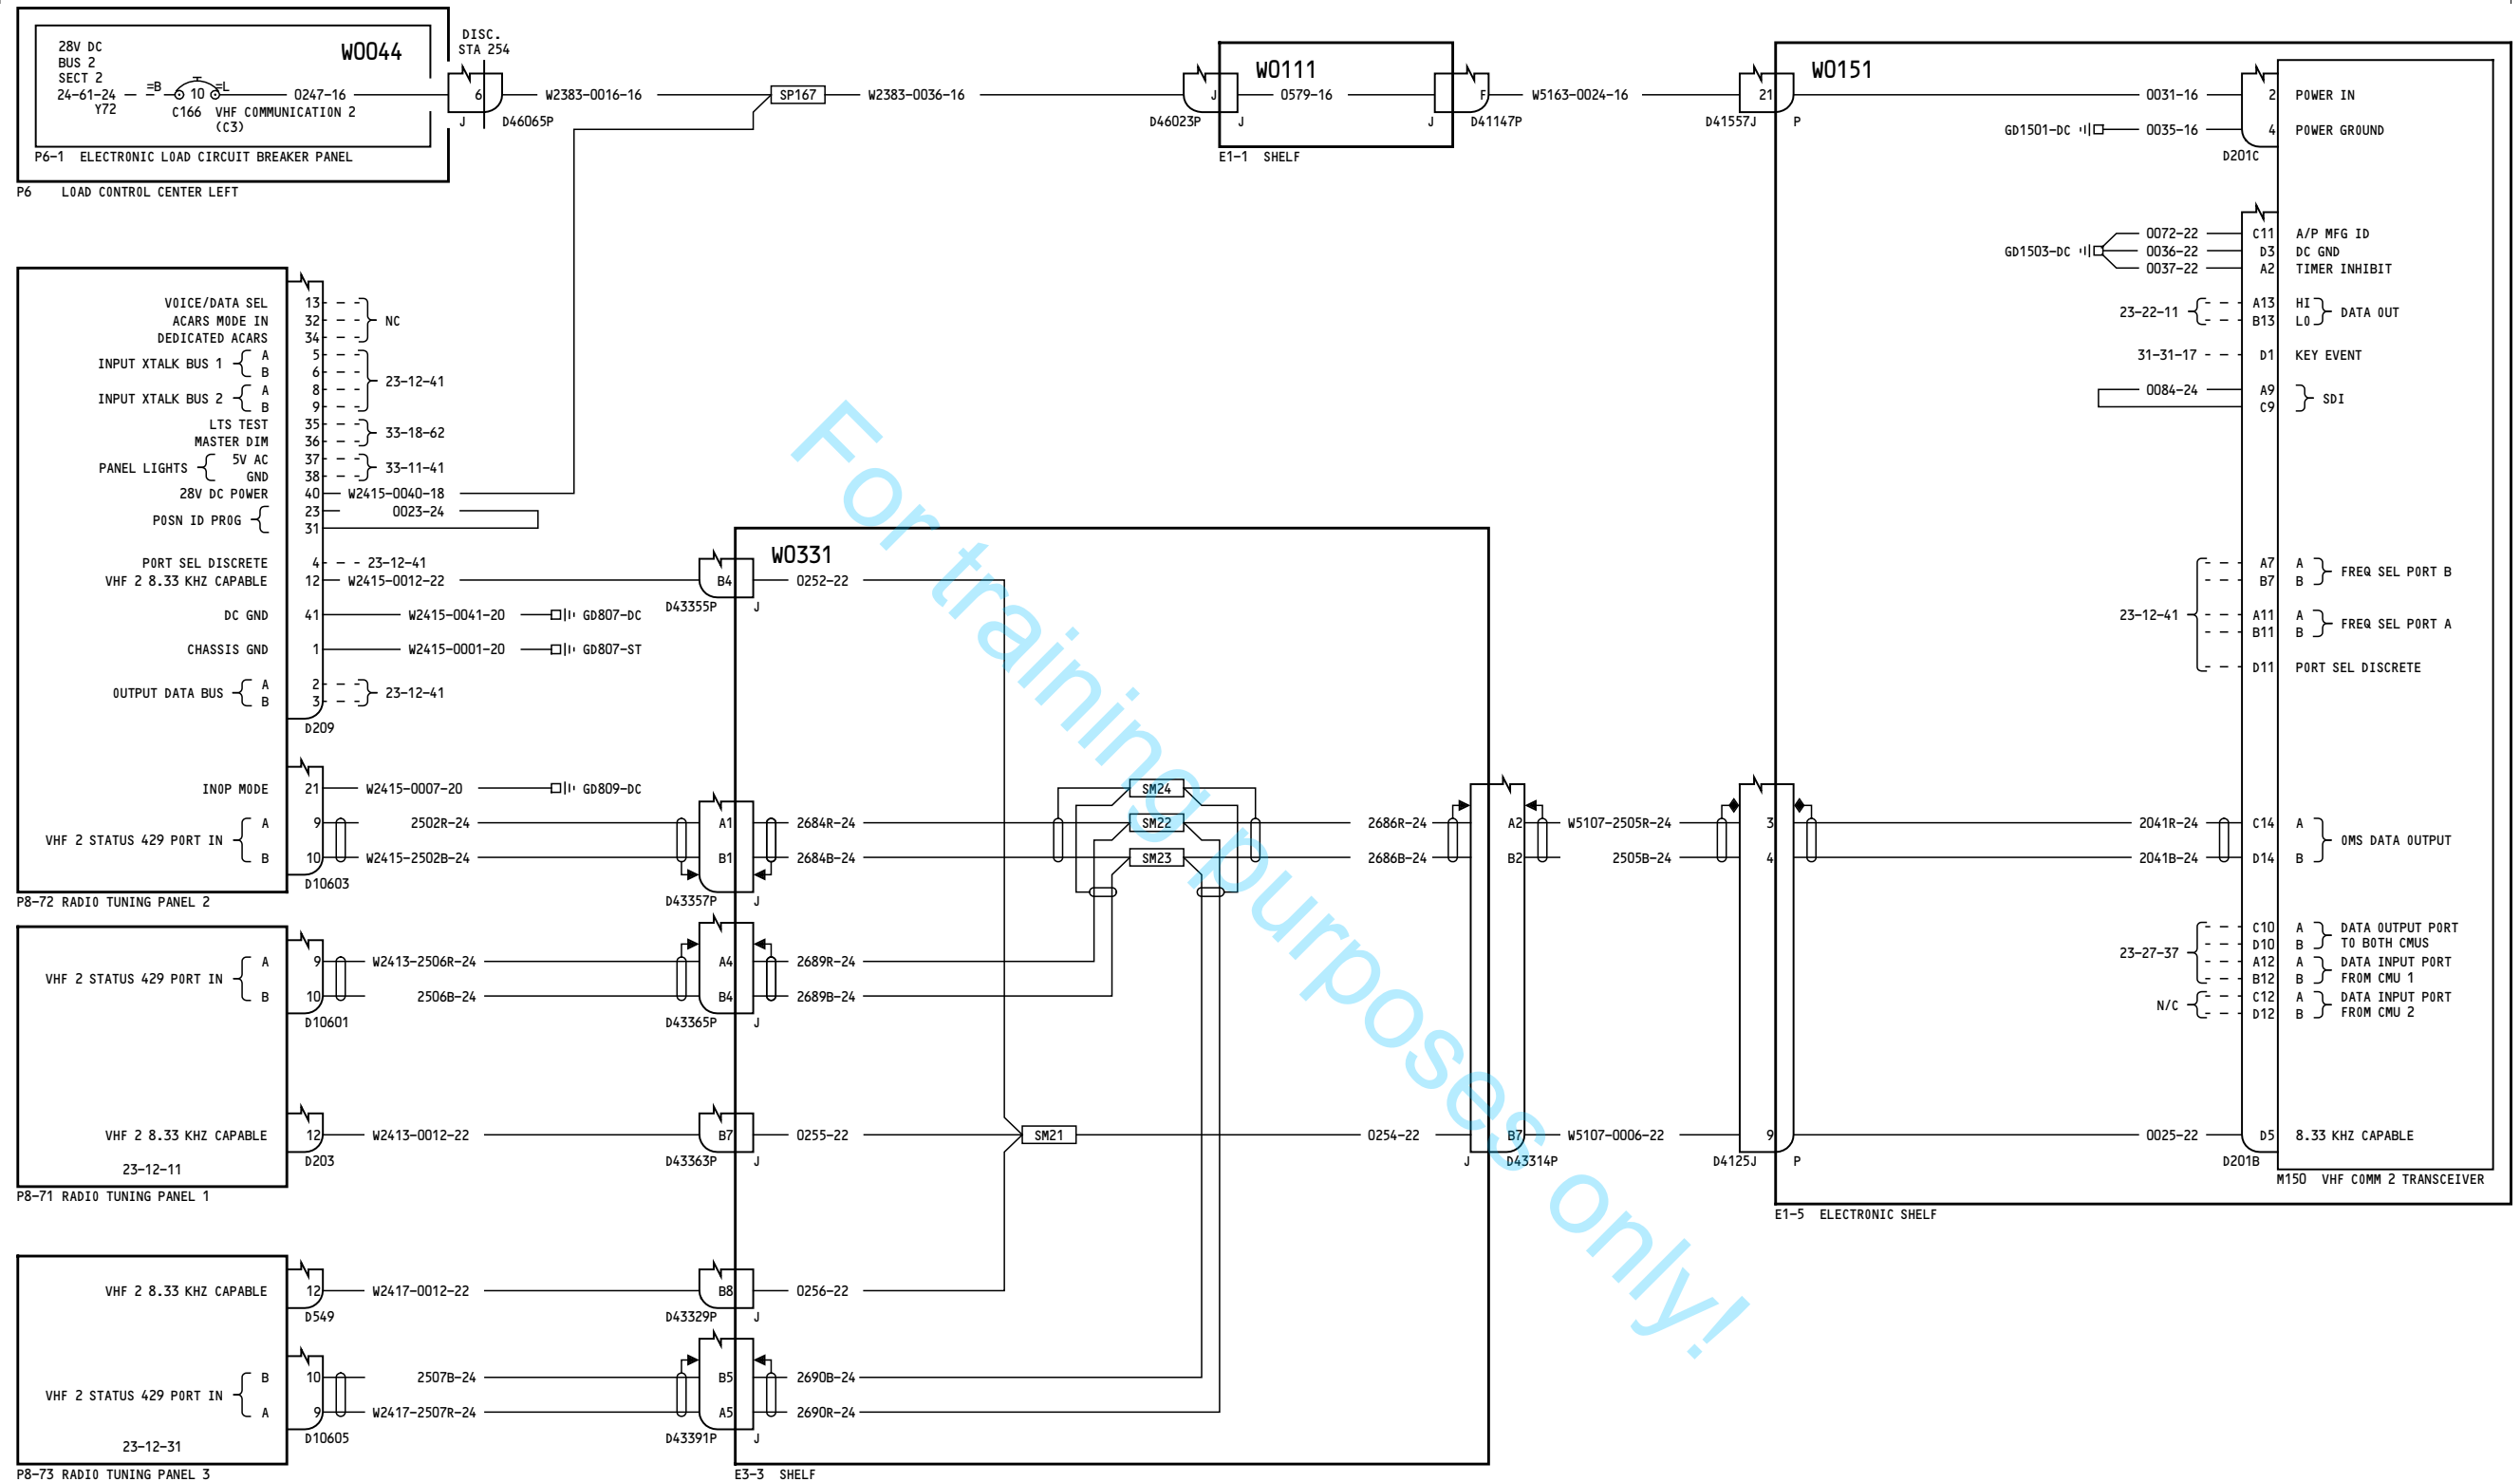 28V DC
BUS 2
SECT 2
24-61-24
Y72
=B
10
=L
C166 VHF COMMUNICATION 2
(C3)
0247-16
W0044
P6-1 ELECTRONIC LOAD CIRCUIT BREAKER PANEL
P6 LOAD CONTROL CENTER LEFT
DISC.
STA 254
6
J D46065P
W2383-0016-16
SP167
W2383-0036-16
J
D46023P J
W0111
0579-16
E1-1 SHELF
F
J D41147P
W5163-0024-16
21
D41557J P
W0151
0031-16 2 POWER IN
GD1501-DC 0035-16 4 POWER GROUND
D201C
0072-22 C11 A/P MFG ID
GD1503-DC 0036-22 D3 DC GND
0037-22 A2 TIMER INHIBIT
23-22-11
A13 HI
B13 LO
DATA OUT
31-31-17 D1 KEY EVENT
0084-24 A9
C9
SDI
23-12-41
A7 A
B7 B
FREQ SEL PORT B
A11 A
B11 B
FREQ SEL PORT A
D11 PORT SEL DISCRETE
2041R-24 C14 A
2041B-24 D14 B
OMS DATA OUTPUT
23-27-37
C10 A DATA OUTPUT PORT
D10 B TO BOTH CMUS
A12 A DATA INPUT PORT
B12 B FROM CMU 1
N/C
C12 A DATA INPUT PORT
D12 B FROM CMU 2
0025-22 D5 8.33 KHZ CAPABLE
D201B
M150 VHF COMM 2 TRANSCEIVER
E1-5 ELECTRONIC SHELF
VOICE/DATA SEL 13
ACARS MODE IN 32
DEDICATED ACARS 34
NC
INPUT XTALK BUS 1
A 5
B 6
INPUT XTALK BUS 2
A 8
B 9
23-12-41
LTS TEST 35
MASTER DIM 36
33-18-62
PANEL LIGHTS
5V AC 37
GND 38
33-11-41
28V DC POWER 40 W2415-0040-18
POSN ID PROG
23 0023-24
31
PORT SEL DISCRETE 4 23-12-41
VHF 2 8.33 KHZ CAPABLE 12 W2415-0012-22
DC GND 41 W2415-0041-20 GD807-DC
CHASSIS GND 1 W2415-0001-20 GD807-ST
OUTPUT DATA BUS
A 2
B 3
23-12-41
D209
INOP MODE 21 W2415-0007-20 GD809-DC
VHF 2 STATUS 429 PORT IN
A 9 2502R-24
B 10 W2415-2502B-24
D10603
P8-72 RADIO TUNING PANEL 2
VHF 2 STATUS 429 PORT IN
A 9 W2413-2506R-24
B 10 2506B-24
D10601
VHF 2 8.33 KHZ CAPABLE 12 W2413-0012-22
D203
23-12-11
P8-71 RADIO TUNING PANEL 1
VHF 2 8.33 KHZ CAPABLE 12 W2417-0012-22
D549
VHF 2 STATUS 429 PORT IN
B 10 2507B-24
A 9 W2417-2507R-24
D10605
23-12-31
P8-73 RADIO TUNING PANEL 3
W0331
B4 0252-22
D43355P J
A1 2684R-24
B1 2684B-24
D43357P J
A4 2689R-24
B4 2689B-24
D43365P J
B7 0255-22
D43363P J
B8 0256-22
D43329P J
B5 2690B-24
A5 2690R-24
D43391P J
E3-3 SHELF
SM24
SM22
SM23
SM21
2686R-24 A2 W5107-2505R-24 3
2686B-24 B2 2505B-24 4
0254-22 B7 W5107-0006-22 9
J D43314P
D4125J P
For training purposes only!